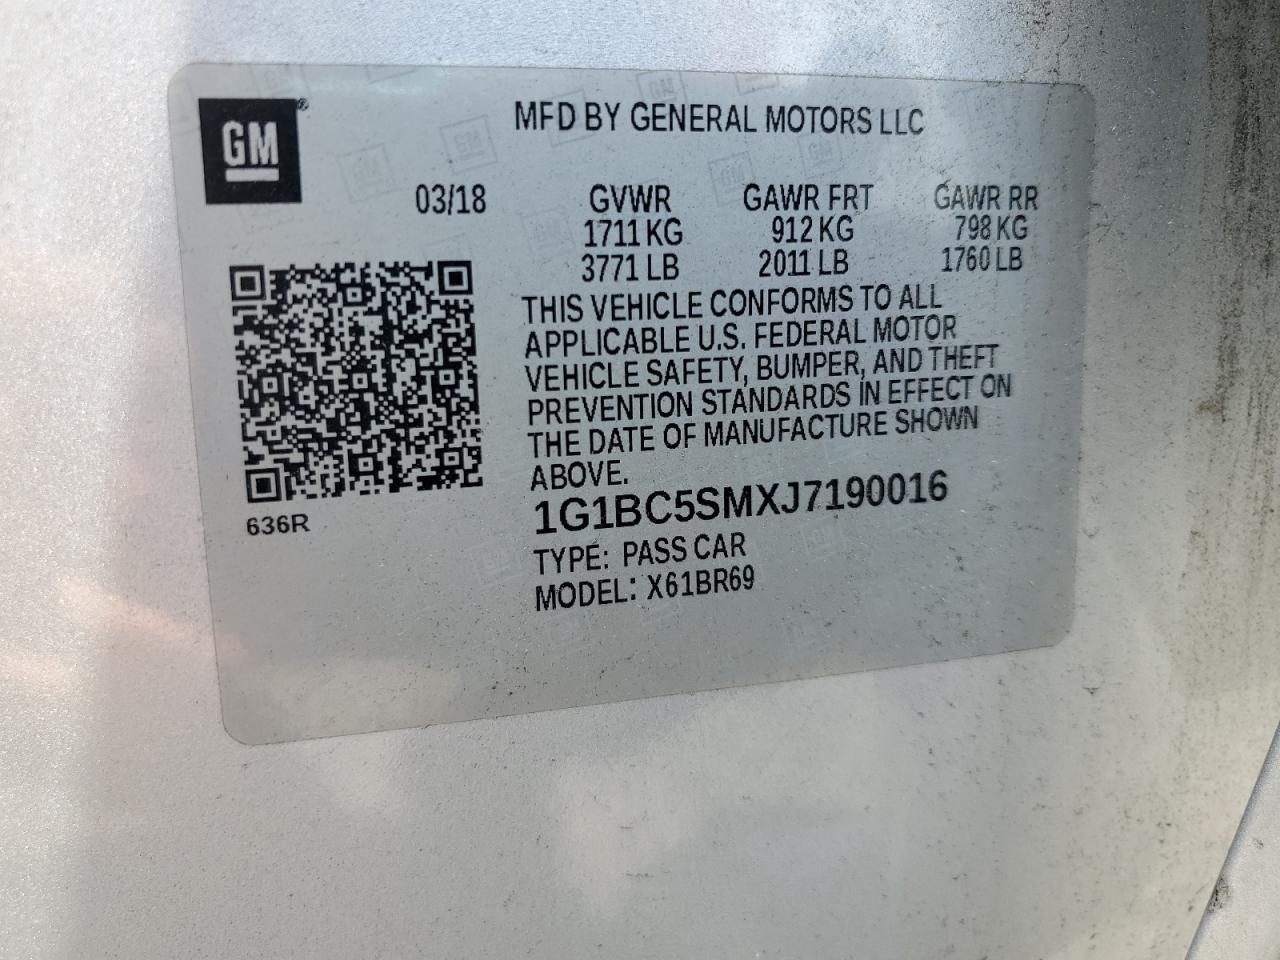 GM®
MFD BY GENERAL MOTORS LLC
03/18 GVWR GAWR FRT GAWR RR
1711 KG 912 KG 798 KG
3771 LB 2011 LB 1760 LB
THIS VEHICLE CONFORMS TO ALL
APPLICABLE U.S. FEDERAL MOTOR
VEHICLE SAFETY, BUMPER, AND THEFT
PREVENTION STANDARDS IN EFFECT ON
THE DATE OF MANUFACTURE SHOWN
ABOVE.
636R
1G1BC5SMXJ7190016
TYPE: PASS CAR
MODEL: X61BR69